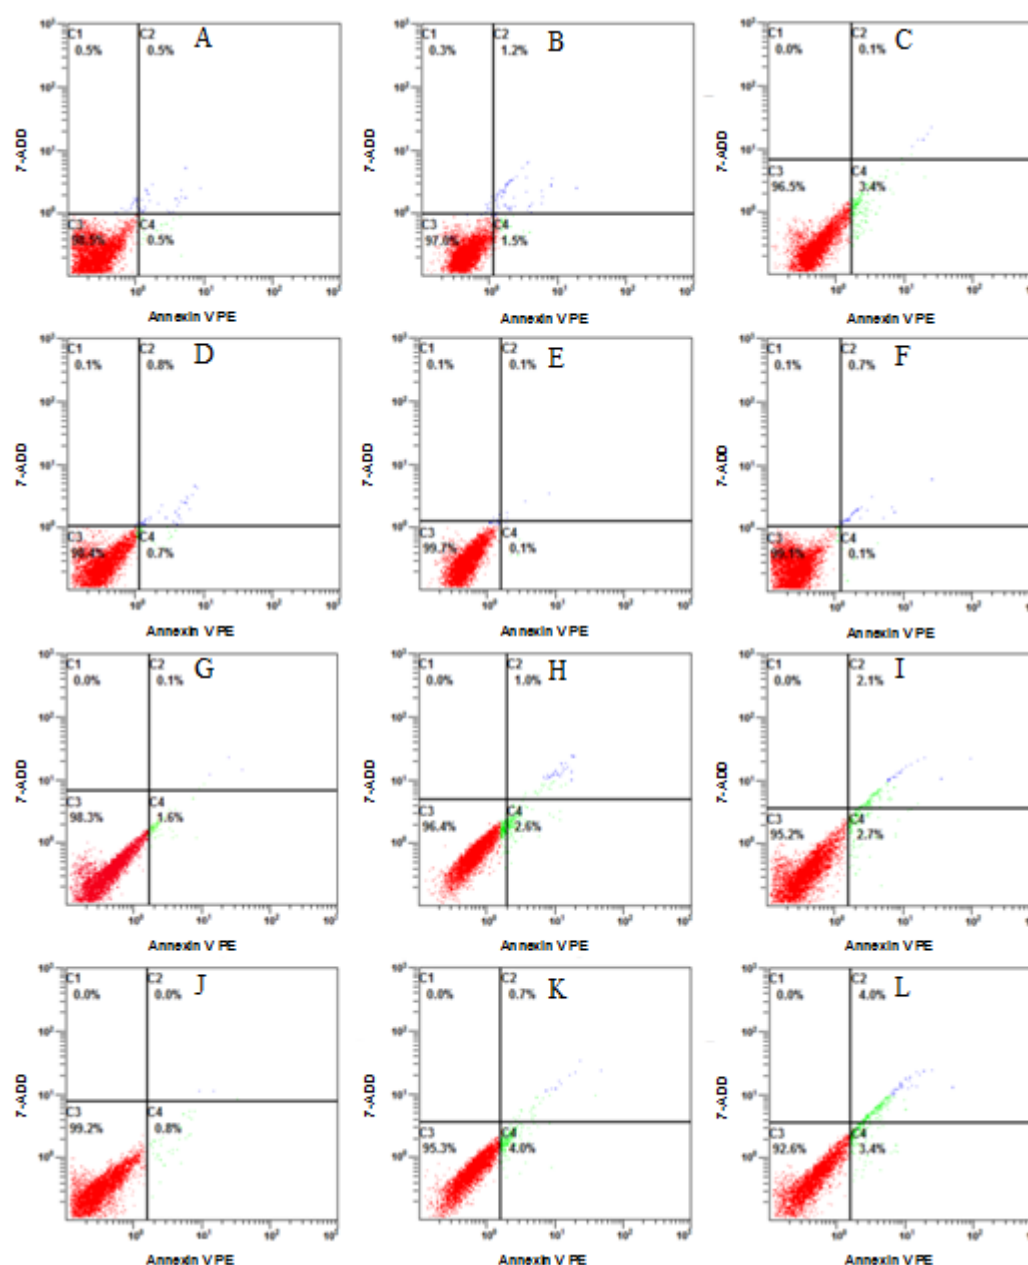 A
C1 C2
0.5% 0.5%
C3 C4
98.5% 0.5%
7-ADD
Annexin V PE
B
C1 C2
0.3% 1.2%
C3 C4
97.0% 1.5%
7-ADD
Annexin V PE
C
C1 C2
0.0% 0.1%
C3 C4
96.5% 3.4%
7-ADD
Annexin V PE
D
C1 C2
0.1% 0.8%
C3 C4
98.4% 0.7%
7-ADD
Annexin V PE
E
C1 C2
0.1% 0.1%
C3 C4
99.7% 0.1%
7-ADD
Annexin V PE
F
C1 C2
0.1% 0.7%
C3 C4
99.1% 0.1%
7-ADD
Annexin V PE
G
C1 C2
0.0% 0.1%
C3 C4
98.3% 1.6%
7-ADD
Annexin V PE
H
C1 C2
0.0% 1.0%
C3 C4
96.4% 2.6%
7-ADD
Annexin V PE
I
C1 C2
0.0% 2.1%
C3 C4
95.2% 2.7%
7-ADD
Annexin V PE
J
C1 C2
0.0% 0.0%
C3 C4
99.2% 0.8%
7-ADD
Annexin V PE
K
C1 C2
0.0% 0.7%
C3 C4
95.3% 4.0%
7-ADD
Annexin V PE
L
C1 C2
0.0% 4.0%
C3 C4
92.6% 3.4%
7-ADD
Annexin V PE